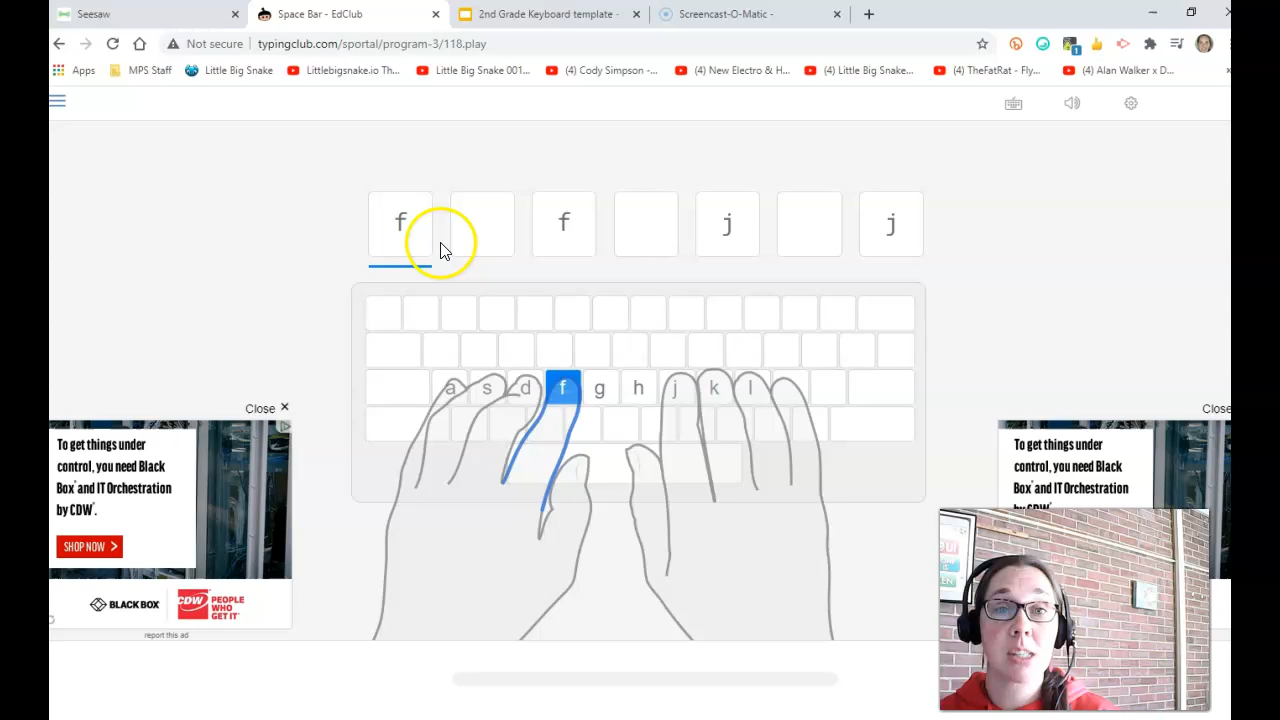 Seesaw
Space Bar - EdClub
2nd Grade Keyboard template -
Screencast-O-Matic -
Not secure
typingclub.com/sportal/program-3/118.play
1
Apps
MPS Staff
Little Big Snake
Littlebigsnake.io Th...
Little Big Snake 001...
(4) Cody Simpson -...
(4) New Electro & H...
(4) Little Big Snake...
(4) TheFatRat - Fly...
(4) Alan Walker x D...
f f j j
a s d f g h j k l
Close
To get things under
control, you need Black
Box® and IT Orchestration
by CDW®.
SHOP NOW
BLACK BOX
CDW PEOPLE
WHO
GET IT
report this ad
Close
To get things under
control, you need Black
Box® and IT Orchestration
by CDW®.